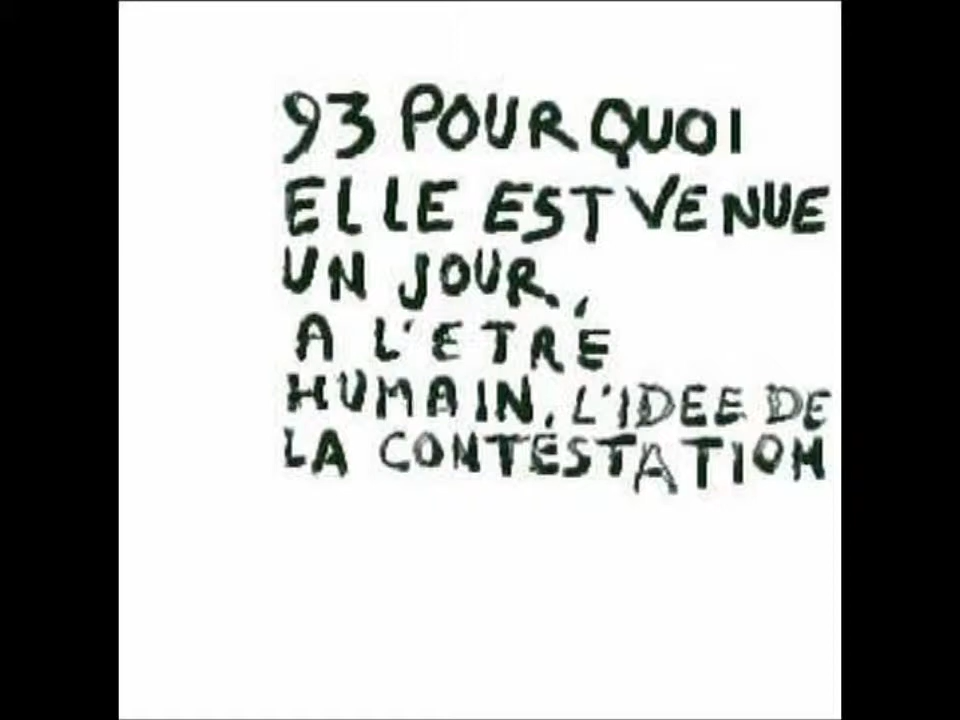 93 POURQUOI
ELLE EST VENUE
UN JOUR,
A L'ETRE
HUMAIN. L'IDEE DE
LA CONTESTATION